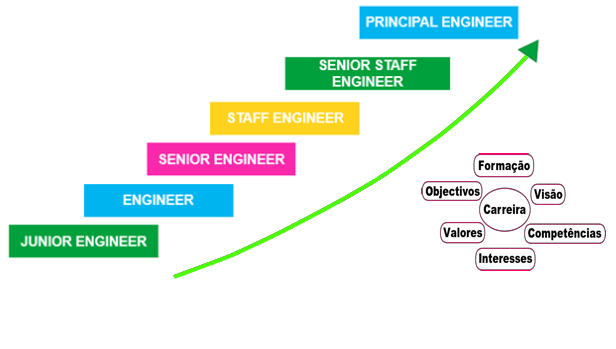 PRINCIPAL ENGINEER
SENIOR STAFF
ENGINEER
STAFF ENGINEER
SENIOR ENGINEER
ENGINEER
JUNIOR ENGINEER
Formação
Objectivos
Visão
Carreira
Valores
Competências
Interesses